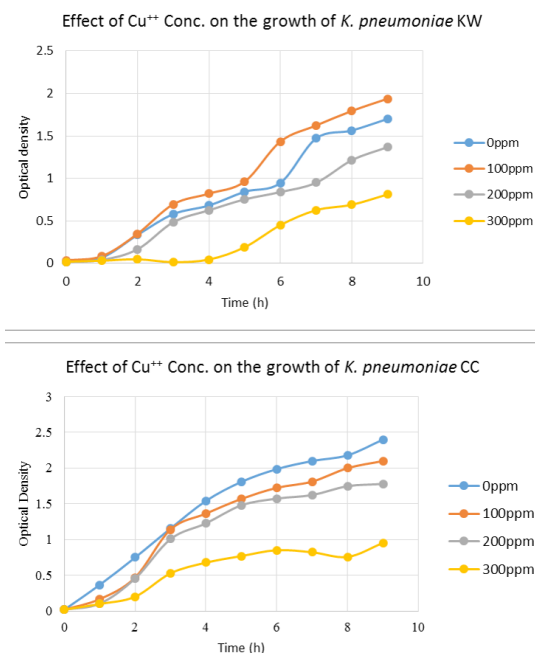 Effect of Cu⁺⁺ Conc. on the growth of K. pneumoniae KW
2.5
2
1.5
1
0.5
0
Optical density
0 2 4 6 8 10
Time (h)
0ppm
100ppm
200ppm
300ppm
Effect of Cu⁺⁺ Conc. on the growth of K. pneumoniae CC
3
2.5
2
1.5
1
0.5
0
Optical Density
0 2 4 6 8 10
Time (h)
0ppm
100ppm
200ppm
300ppm